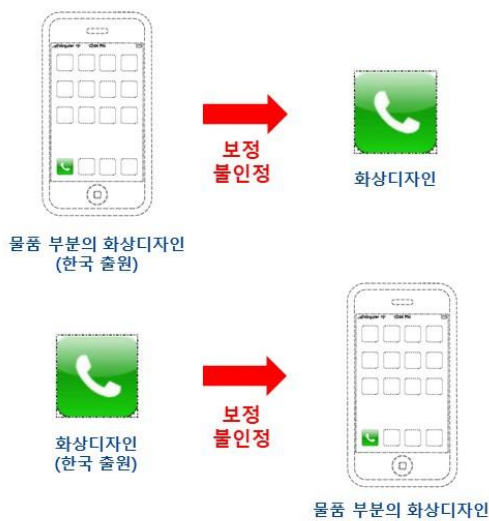 보정
불인정
화상디자인
물품 부분의 화상디자인
(한국 출원)
보정
불인정
화상디자인
(한국 출원)
물품 부분의 화상디자인